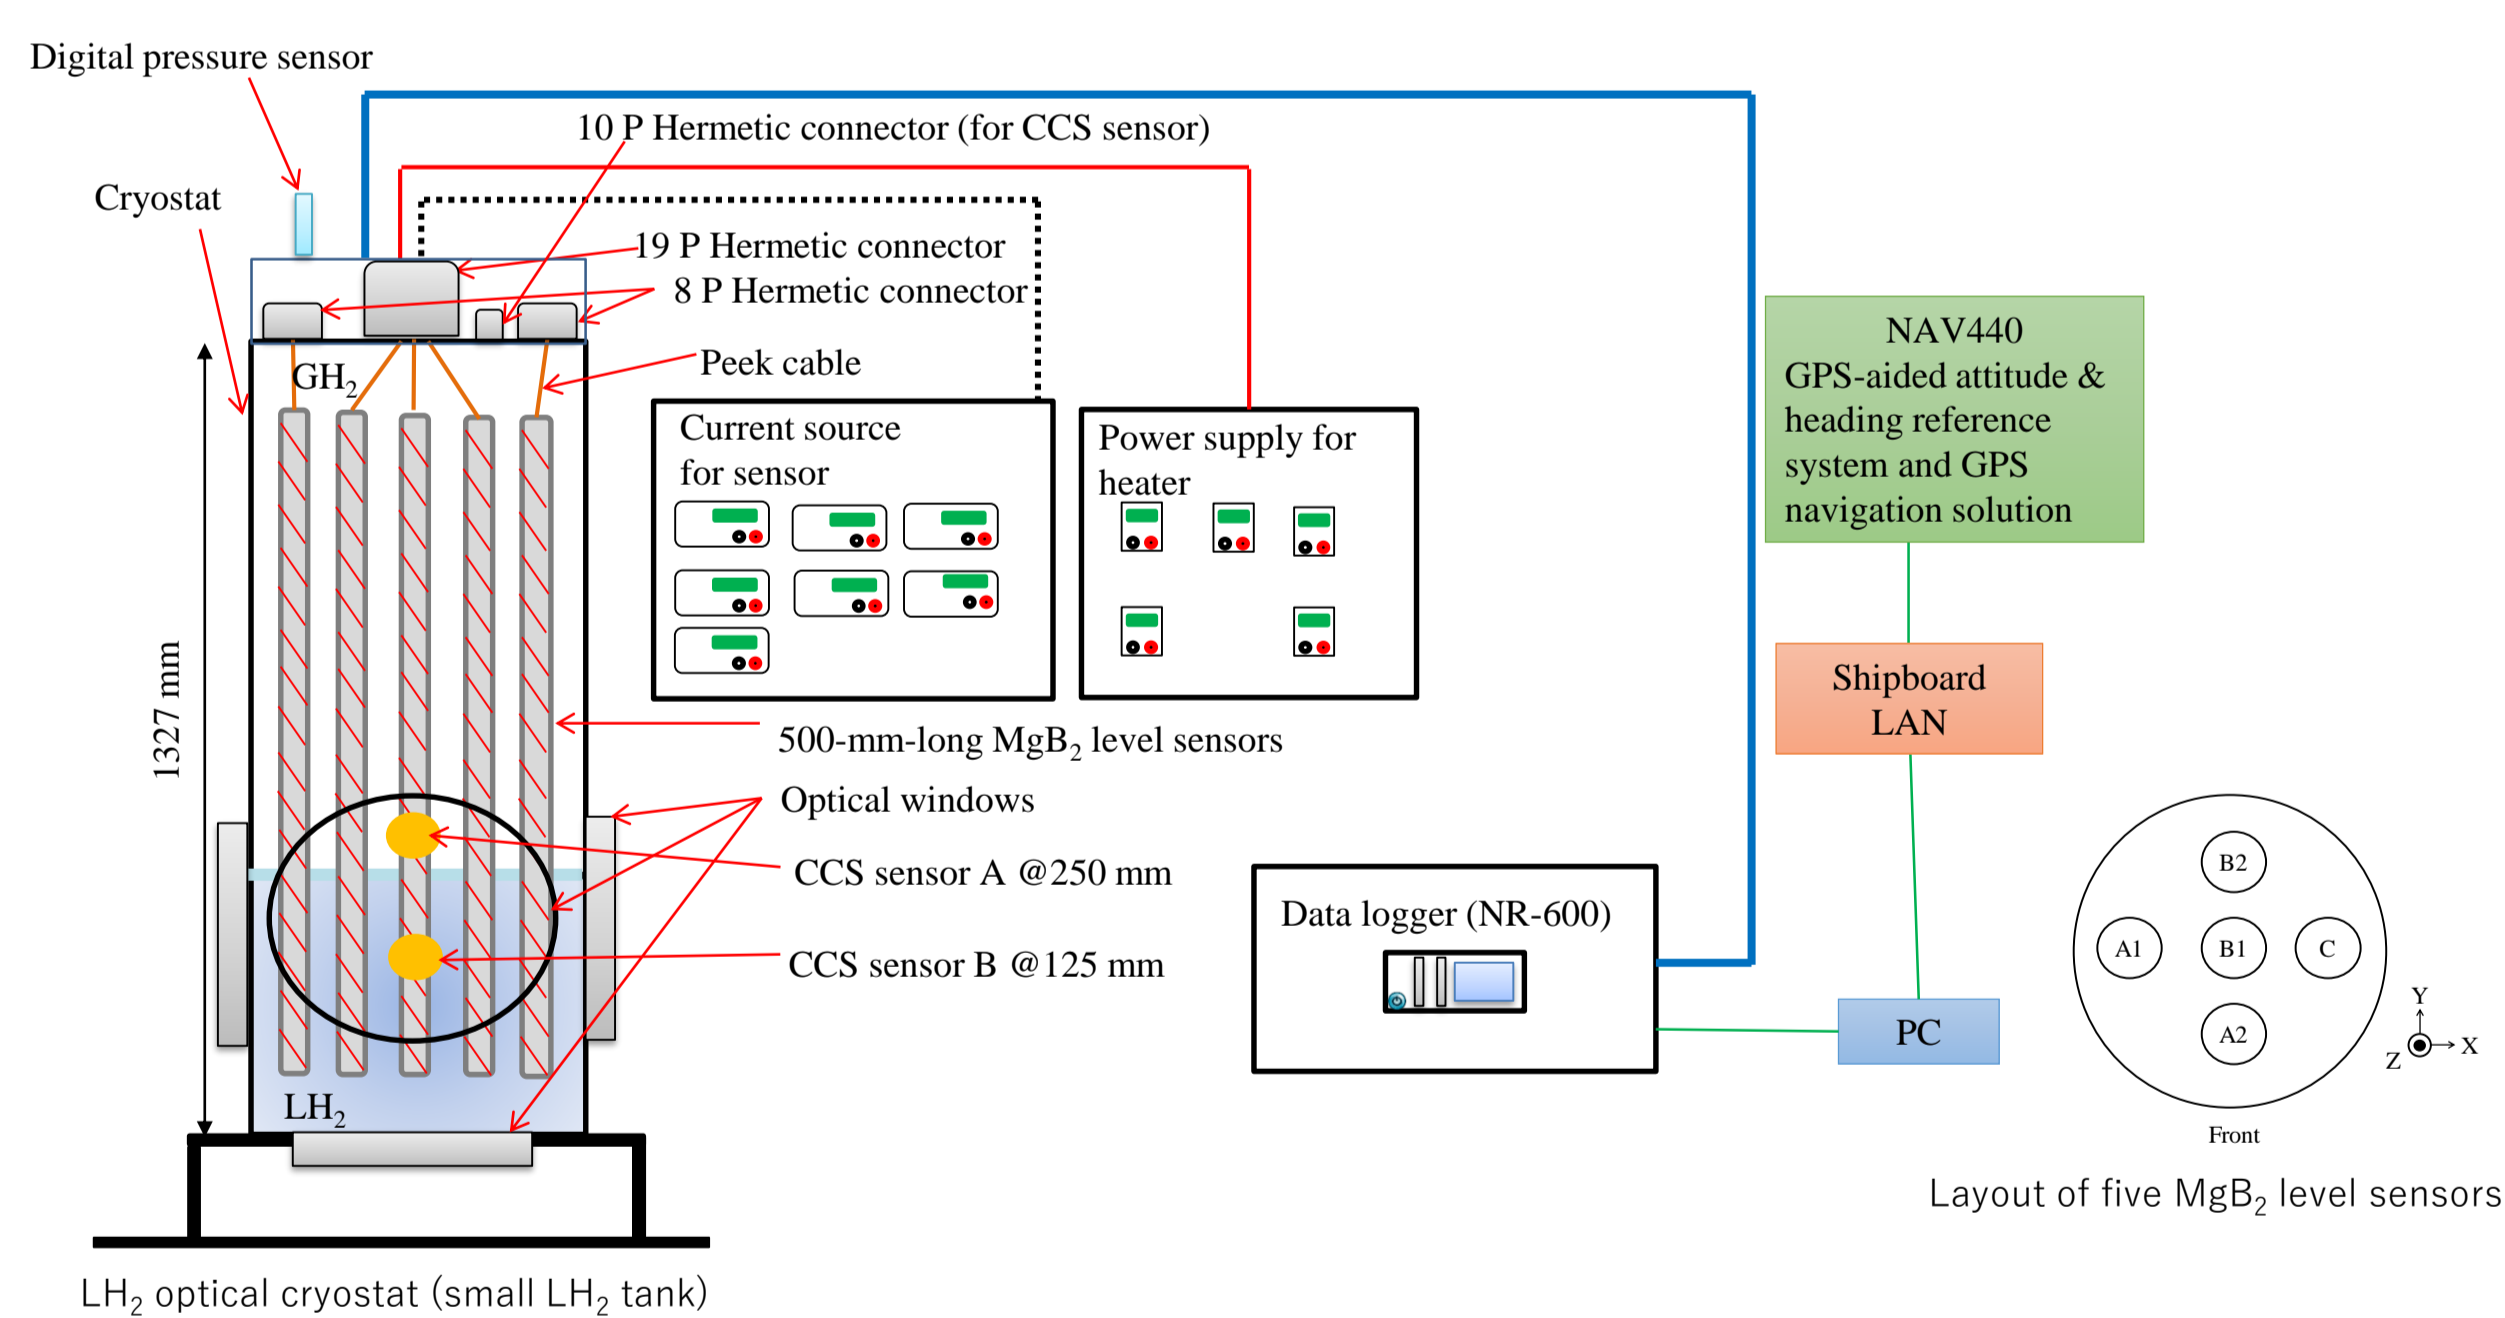 Digital pressure sensor
10 P Hermetic connector (for CCS sensor)
Cryostat
19 P Hermetic connector
8 P Hermetic connector
Peek cable
GH₂
Current source
for sensor
Power supply for
heater
NAV440
GPS-aided attitude &
heading reference
system and GPS
navigation solution
Shipboard
LAN
1327 mm
500-mm-long MgB₂ level sensors
Optical windows
CCS sensor A @250 mm
CCS sensor B @125 mm
Data logger (NR-600)
PC
LH₂
B2
A1
B1
C
A2
Y
X
Z
Front
Layout of five MgB₂ level sensors
LH₂ optical cryostat (small LH₂ tank)